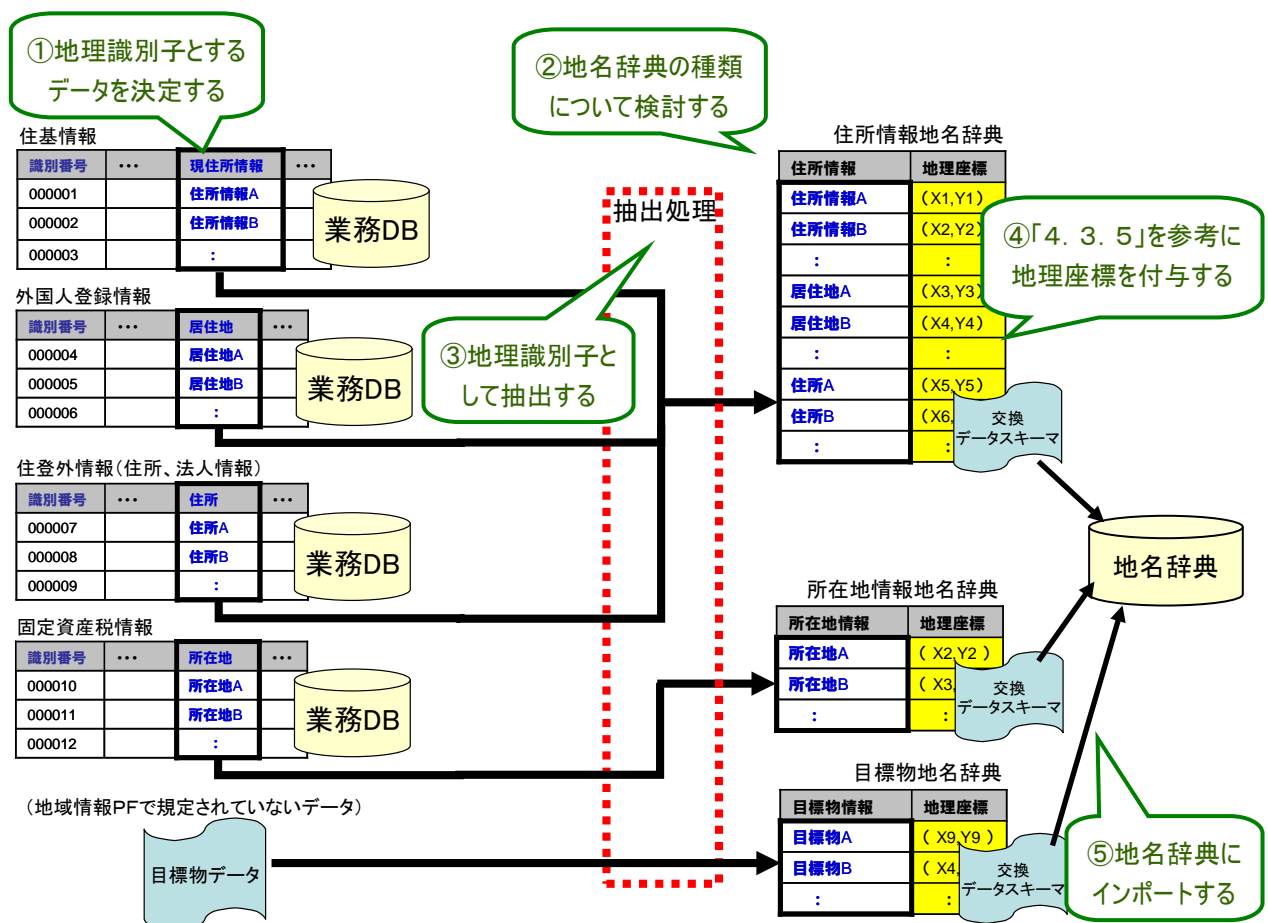 ①地理識別子とする
データを決定する
②地名辞典の種類
について検討する
住基情報
識別番号 ・・・ 現住所情報 ・・・
000001 住所情報A
000002 住所情報B
000003 :
業務DB
外国人登録情報
識別番号 ・・・ 居住地 ・・・
000004 居住地A
000005 居住地B
000006 :
業務DB
住登外情報(住所、法人情報)
識別番号 ・・・ 住所 ・・・
000007 住所A
000008 住所B
000009 :
業務DB
固定資産税情報
識別番号 ・・・ 所在地 ・・・
000010 所在地A
000011 所在地B
000012 :
業務DB
(地域情報PFで規定されていないデータ)
目標物データ
抽出処理
③地理識別子と
して抽出する
住所情報地名辞典
住所情報 地理座標
住所情報A (X1,Y1)
住所情報B (X2,Y2)
: :
居住地A (X3,Y3)
居住地B (X4,Y4)
: :
住所A (X5,Y5)
住所B (X6,
: :
交換
データスキーマ
④「4.3.5」を参考に
地理座標を付与する
所在地情報地名辞典
所在地情報 地理座標
所在地A ( X2,Y2 )
所在地B ( X3,
: :
交換
データスキーマ
地名辞典
目標物地名辞典
目標物情報 地理座標
目標物A ( X9,Y9 )
目標物B ( X4,
: :
交換
データスキーマ
⑤地名辞典に
インポートする